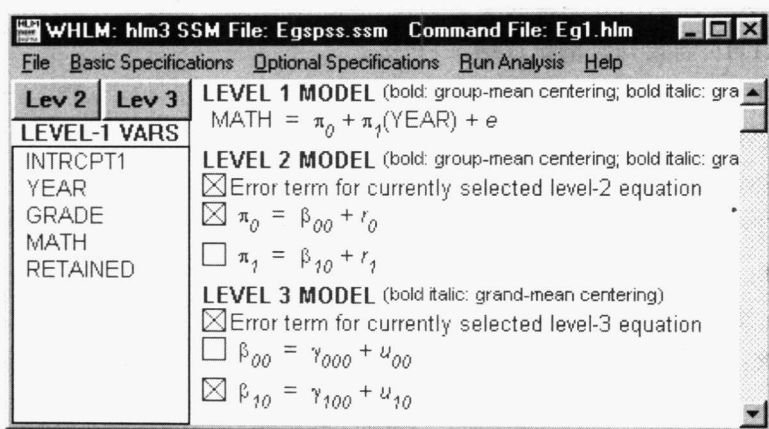 WHLM: hlm3 SSM File: Egspss.ssm Command File: Eg1.hlm
File Basic Specifications Optional Specifications Run Analysis Help
Lev 2 Lev 3
LEVEL-1 VARS
INTRCPT1
YEAR
GRADE
MATH
RETAINED
LEVEL 1 MODEL (bold: group-mean centering; bold italic: gra
MATH = π₀ + π₁(YEAR) + e
LEVEL 2 MODEL (bold: group-mean centering; bold italic: gra
Error term for currently selected level-2 equation
π₀ = β₀₀ + r₀
π₁ = β₁₀ + r₁
LEVEL 3 MODEL (bold italic: grand-mean centering)
Error term for currently selected level-3 equation
β₀₀ = γ₀₀₀ + u₀₀
β₁₀ = γ₁₀₀ + u₁₀